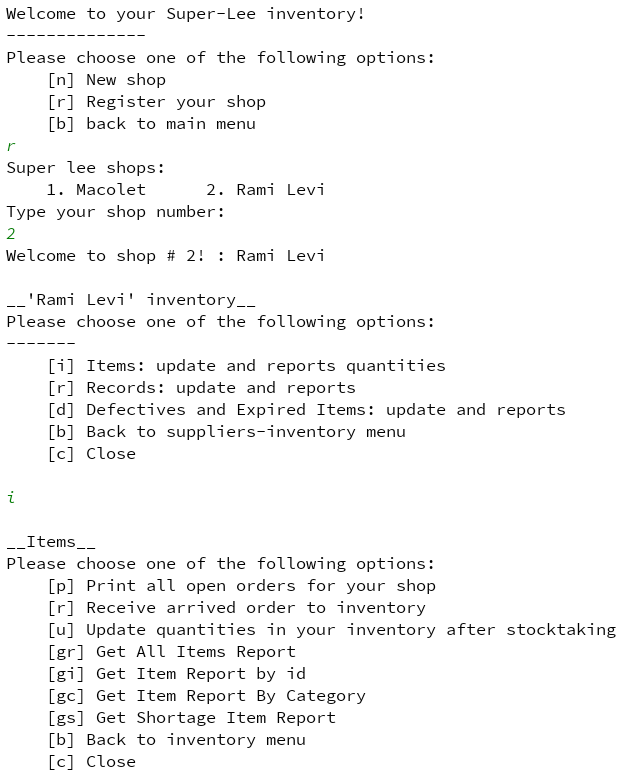 Welcome to your Super-Lee inventory!
--------------
Please choose one of the following options:
    [n] New shop
    [r] Register your shop
    [b] back to main menu
r
Super lee shops:
    1. Macolet      2. Rami Levi
Type your shop number:
2
Welcome to shop # 2! : Rami Levi

__'Rami Levi' inventory__
Please choose one of the following options:
-------
    [i] Items: update and reports quantities
    [r] Records: update and reports
    [d] Defectives and Expired Items: update and reports
    [b] Back to suppliers-inventory menu
    [c] Close

i

__Items__
Please choose one of the following options:
    [p] Print all open orders for your shop
    [r] Receive arrived order to inventory
    [u] Update quantities in your inventory after stocktaking
    [gr] Get All Items Report
    [gi] Get Item Report by id
    [gc] Get Item Report By Category
    [gs] Get Shortage Item Report
    [b] Back to inventory menu
    [c] Close